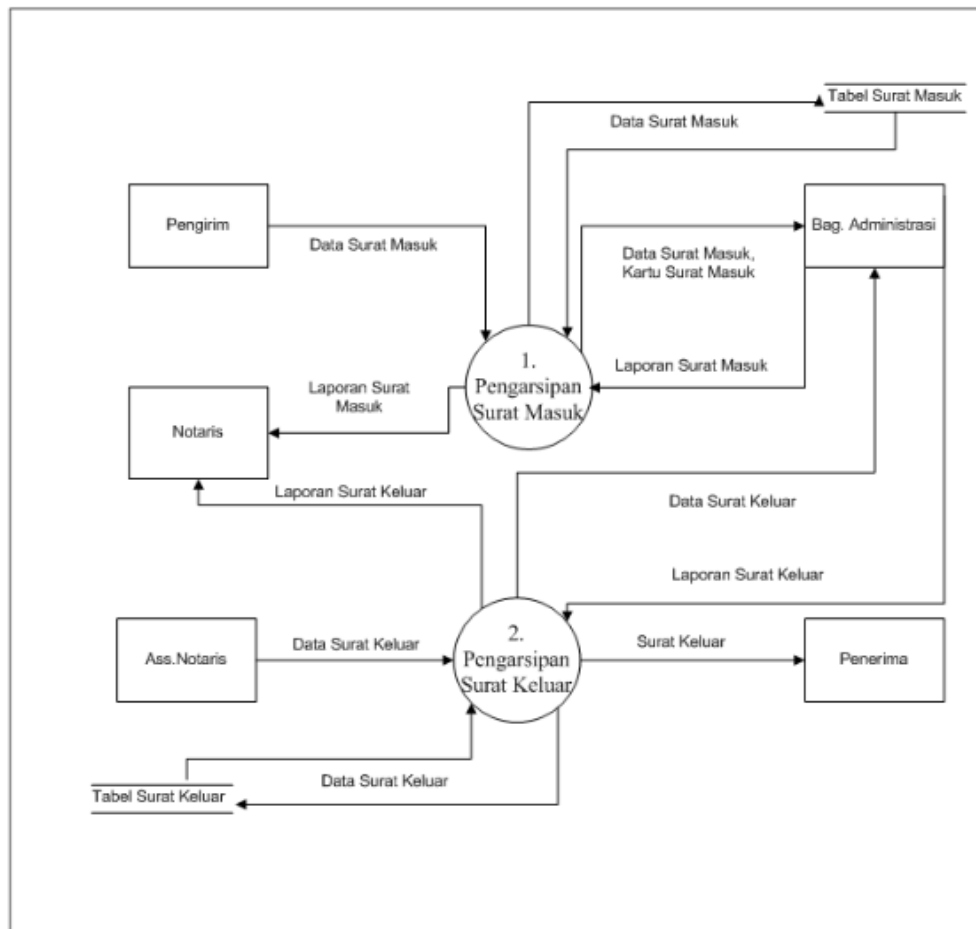 Tabel Surat Masuk
Data Surat Masuk
Pengirim
Data Surat Masuk
Bag. Administrasi
Data Surat Masuk,
Kartu Surat Masuk
1.
Pengarsipan
Surat Masuk
Laporan Surat Masuk
Laporan Surat
Masuk
Notaris
Laporan Surat Keluar
Data Surat Keluar
Laporan Surat Keluar
Ass.Notaris
Data Surat Keluar
2.
Pengarsipan
Surat Keluar
Surat Keluar
Penerima
Data Surat Keluar
Tabel Surat Keluar